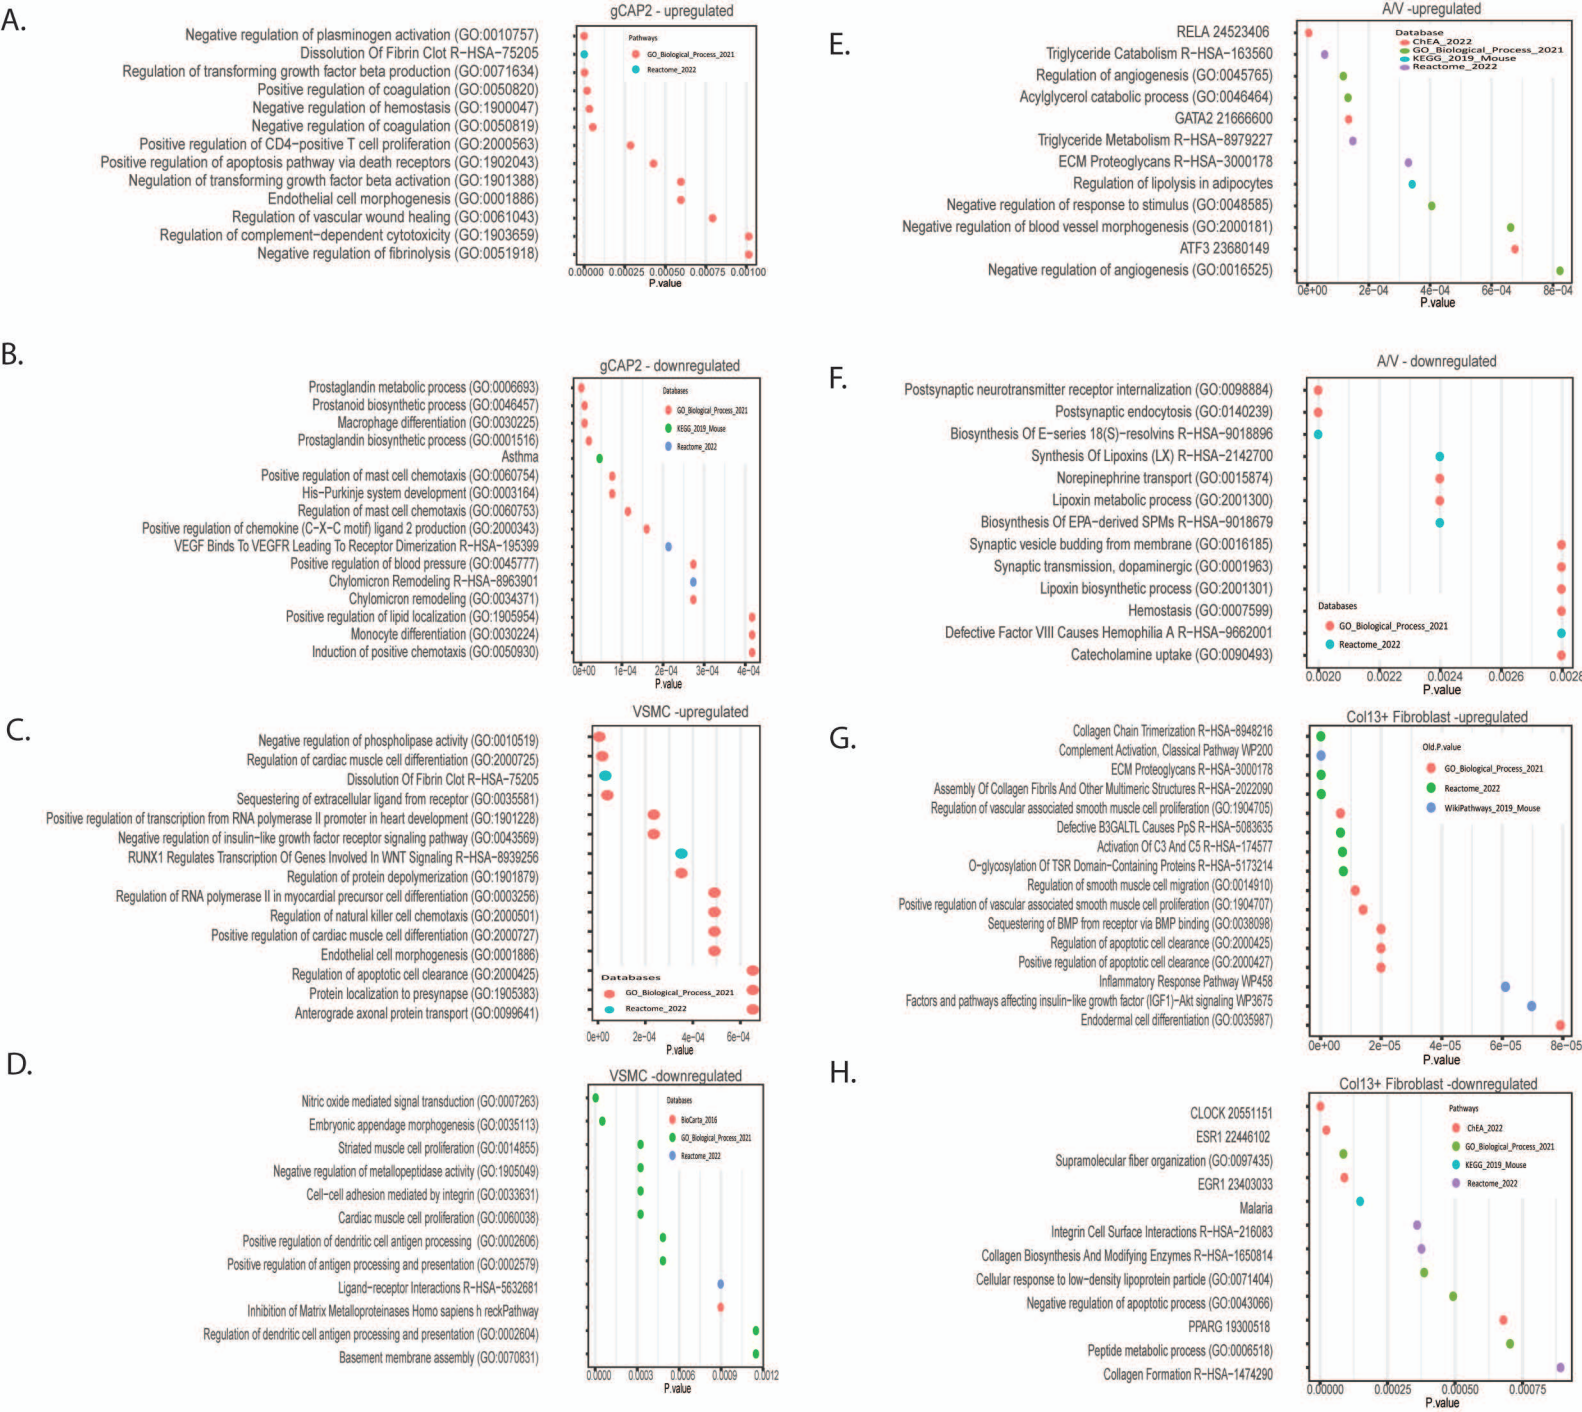 A.
gCAP2 - upregulated
Negative regulation of plasminogen activation (GO:0010757)
Dissolution Of Fibrin Clot R-HSA-75205
Regulation of transforming growth factor beta production (GO:0071634)
Positive regulation of coagulation (GO:0050820)
Negative regulation of hemostasis (GO:1900047)
Negative regulation of coagulation (GO:0050819)
Positive regulation of CD4-positive T cell proliferation (GO:2000563)
Positive regulation of apoptosis pathway via death receptors (GO:1902043)
Negulation of transforming growth factor beta activation (GO:1901388)
Endothelial cell morphogenesis (GO:0001886)
Regulation of vascular wound healing (GO:0061043)
Regulation of complement-dependent cytotoxicity (GO:1903659)
Negative regulation of fibrinolysis (GO:0051918)
Pathways
GO_Biological_Process_2021
Reactome_2022
0.00000 0.00025 0.00050 0.00075 0.00100
P.value
B.
gCAP2 - downregulated
Prostaglandin metabolic process (GO:0006693)
Prostanoid biosynthetic process (GO:0046457)
Macrophage differentiation (GO:0030225)
Prostaglandin biosynthetic process (GO:0001516)
Asthma
Positive regulation of mast cell chemotaxis (GO:0060754)
His-Purkinje system development (GO:0003164)
Regulation of mast cell chemotaxis (GO:0060753)
Positive regulation of chemokine (C-X-C motif) ligand 2 production (GO:2000343)
VEGF Binds To VEGFR Leading To Receptor Dimerization R-HSA-195399
Positive regulation of blood pressure (GO:0045777)
Chylomicron Remodeling R-HSA-8963901
Chylomicron remodeling (GO:0034371)
Positive regulation of lipid localization (GO:1905954)
Monocyte differentiation (GO:0030224)
Induction of positive chemotaxis (GO:0050930)
Databases
GO_Biological_Process_2021
KEGG_2019_Mouse
Reactome_2022
0e+00 1e-04 2e-04 3e-04 4e-04
P.value
C.
VSMC -upregulated
Negative regulation of phospholipase activity (GO:0010519)
Regulation of cardiac muscle cell differentiation (GO:2000725)
Dissolution Of Fibrin Clot R-HSA-75205
Sequestering of extracellular ligand from receptor (GO:0035581)
Positive regulation of transcription from RNA polymerase II promoter in heart development (GO:1901228)
Negative regulation of insulin-like growth factor receptor signaling pathway (GO:0043569)
RUNX1 Regulates Transcription Of Genes Involved In WNT Signaling R-HSA-8939256
Regulation of protein depolymerization (GO:1901879)
Regulation of RNA polymerase II in myocardial precursor cell differentiation (GO:0003256)
Regulation of natural killer cell chemotaxis (GO:2000501)
Positive regulation of cardiac muscle cell differentiation (GO:2000727)
Endothelial cell morphogenesis (GO:0001886)
Regulation of apoptotic cell clearance (GO:2000425)
Protein localization to presynapse (GO:1905383)
Anterograde axonal protein transport (GO:0099641)
Databases
GO_Biological_Process_2021
Reactome_2022
0e+00 2e-04 4e-04 6e-04
P.value
D.
VSMC -downregulated
Nitric oxide mediated signal transduction (GO:0007263)
Embryonic appendage morphogenesis (GO:0035113)
Striated muscle cell proliferation (GO:0014855)
Negative regulation of metallopeptidase activity (GO:1905049)
Cell-cell adhesion mediated by integrin (GO:0033631)
Cardiac muscle cell proliferation (GO:0060038)
Positive regulation of dendritic cell antigen processing (GO:0002606)
Positive regulation of antigen processing and presentation (GO:0002579)
Ligand-receptor Interactions R-HSA-5632681
Inhibition of Matrix Metalloproteinases Homo sapiens h reckPathway
Regulation of dendritic cell antigen processing and presentation (GO:0002604)
Basement membrane assembly (GO:0070831)
Databases
BioCarta_2016
GO_Biological_Process_2021
Reactome_2022
0.0000 0.0003 0.0006 0.0009 0.0012
P.value
E.
A/V -upregulated
RELA 24523406
Triglyceride Catabolism R-HSA-163560
Regulation of angiogenesis (GO:0045765)
Acylglycerol catabolic process (GO:0046464)
GATA2 21666600
Triglyceride Metabolism R-HSA-8979227
ECM Proteoglycans R-HSA-3000178
Regulation of lipolysis in adipocytes
Negative regulation of response to stimulus (GO:0048585)
Negative regulation of blood vessel morphogenesis (GO:2000181)
ATF3 23680149
Negative regulation of angiogenesis (GO:0016525)
Database
ChEA_2022
GO_Biological_Process_2021
KEGG_2019_Mouse
Reactome_2022
0e+00 2e-04 4e-04 6e-04 8e-04
P.value
F.
A/V - downregulated
Postsynaptic neurotransmitter receptor internalization (GO:0098884)
Postsynaptic endocytosis (GO:0140239)
Biosynthesis Of E-series 18(S)-resolvins R-HSA-9018896
Synthesis Of Lipoxins (LX) R-HSA-2142700
Norepinephrine transport (GO:0015874)
Lipoxin metabolic process (GO:2001300)
Biosynthesis Of EPA-derived SPMs R-HSA-9018679
Synaptic vesicle budding from membrane (GO:0016185)
Synaptic transmission, dopaminergic (GO:0001963)
Lipoxin biosynthetic process (GO:2001301)
Hemostasis (GO:0007599)
Defective Factor VIII Causes Hemophilia A R-HSA-9662001
Catecholamine uptake (GO:0090493)
Databases
GO_Biological_Process_2021
Reactome_2022
0.0020 0.0022 0.0024 0.0026 0.0028
P.value
G.
Col13+ Fibroblast -upregulated
Collagen Chain Trimerization R-HSA-8948216
Complement Activation, Classical Pathway WP200
ECM Proteoglycans R-HSA-3000178
Assembly Of Collagen Fibrils And Other Multimeric Structures R-HSA-2022090
Regulation of vascular associated smooth muscle cell proliferation (GO:1904705)
Defective B3GALTL Causes PpS R-HSA-5083635
Activation Of C3 And C5 R-HSA-174577
O-glycosylation Of TSR Domain-Containing Proteins R-HSA-5173214
Regulation of smooth muscle cell migration (GO:0014910)
Positive regulation of vascular associated smooth muscle cell proliferation (GO:1904707)
Sequestering of BMP from receptor via BMP binding (GO:0038098)
Regulation of apoptotic cell clearance (GO:2000425)
Positive regulation of apoptotic cell clearance (GO:2000427)
Inflammatory Response Pathway WP458
Factors and pathways affecting insulin-like growth factor (IGF1)-Akt signaling WP3675
Endodermal cell differentiation (GO:0035987)
Old.P.value
GO_Biological_Process_2021
Reactome_2022
WikiPathways_2019_Mouse
0e+00 2e-05 4e-05 6e-05 8e-05
P.value
H.
Col13+ Fibroblast -downregulated
CLOCK 20551151
ESR1 22446102
Supramolecular fiber organization (GO:0097435)
EGR1 23403033
Malaria
Integrin Cell Surface Interactions R-HSA-216083
Collagen Biosynthesis And Modifying Enzymes R-HSA-1650814
Cellular response to low-density lipoprotein particle (GO:0071404)
Negative regulation of apoptotic process (GO:0043066)
PPARG 19300518
Peptide metabolic process (GO:0006518)
Collagen Formation R-HSA-1474290
Pathways
ChEA_2022
GO_Biological_Process_2021
KEGG_2019_Mouse
Reactome_2022
0.00000 0.00025 0.00050 0.00075
P.value